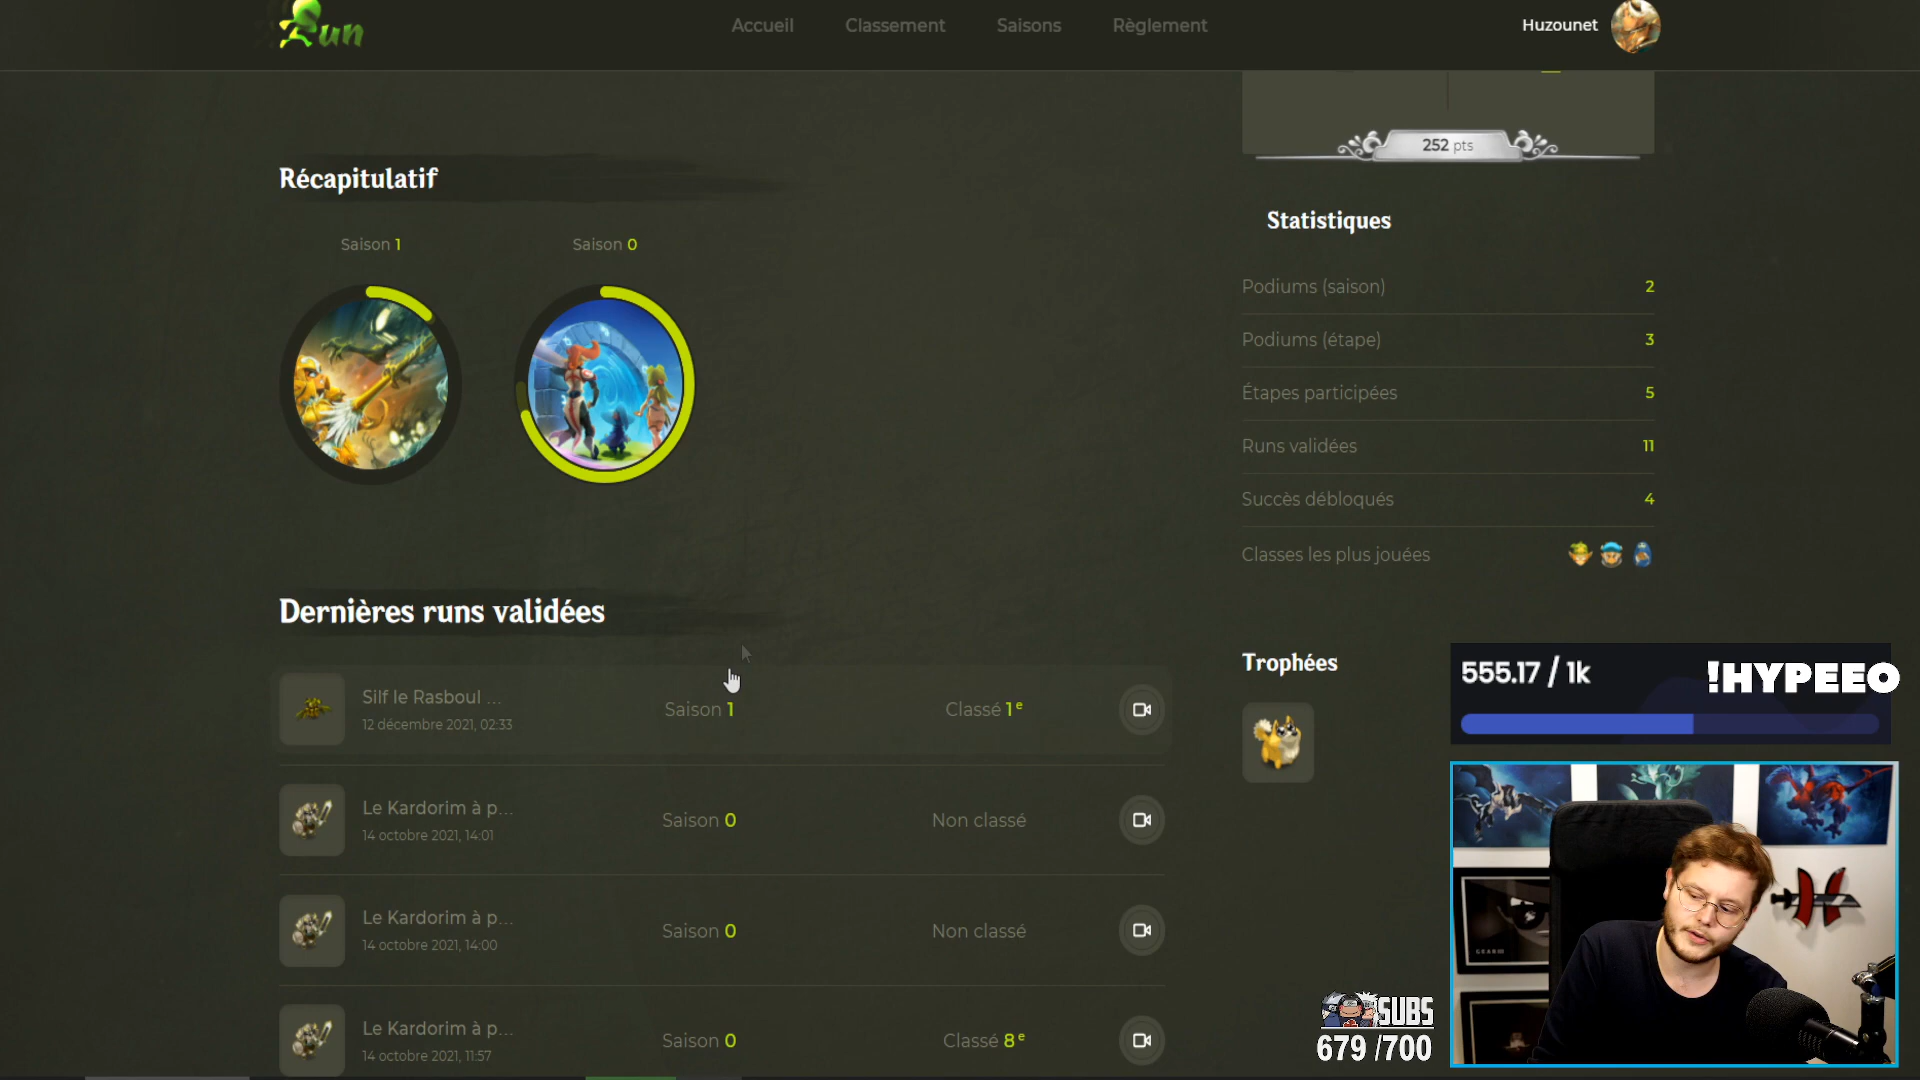 Run
Accueil
Classement
Saisons
Règlement
Huzounet
252 pts
Récapitulatif
Saison 1
Saison 0
Statistiques
Podiums (saison) 2
Podiums (étape) 3
Étapes participées 5
Runs validées 11
Succès débloqués 4
Classes les plus jouées
Dernières runs validées
Silf le Rasboul ...
12 décembre 2021, 02:33
Saison 1
Classé 1e
Le Kardorim à p...
14 octobre 2021, 14:01
Saison 0
Non classé
Le Kardorim à p...
14 octobre 2021, 14:00
Saison 0
Non classé
Le Kardorim à p...
14 octobre 2021, 11:57
Saison 0
Classé 8e
Trophées
555.17 / 1k
!HYPEEO
SUBS
679 /700